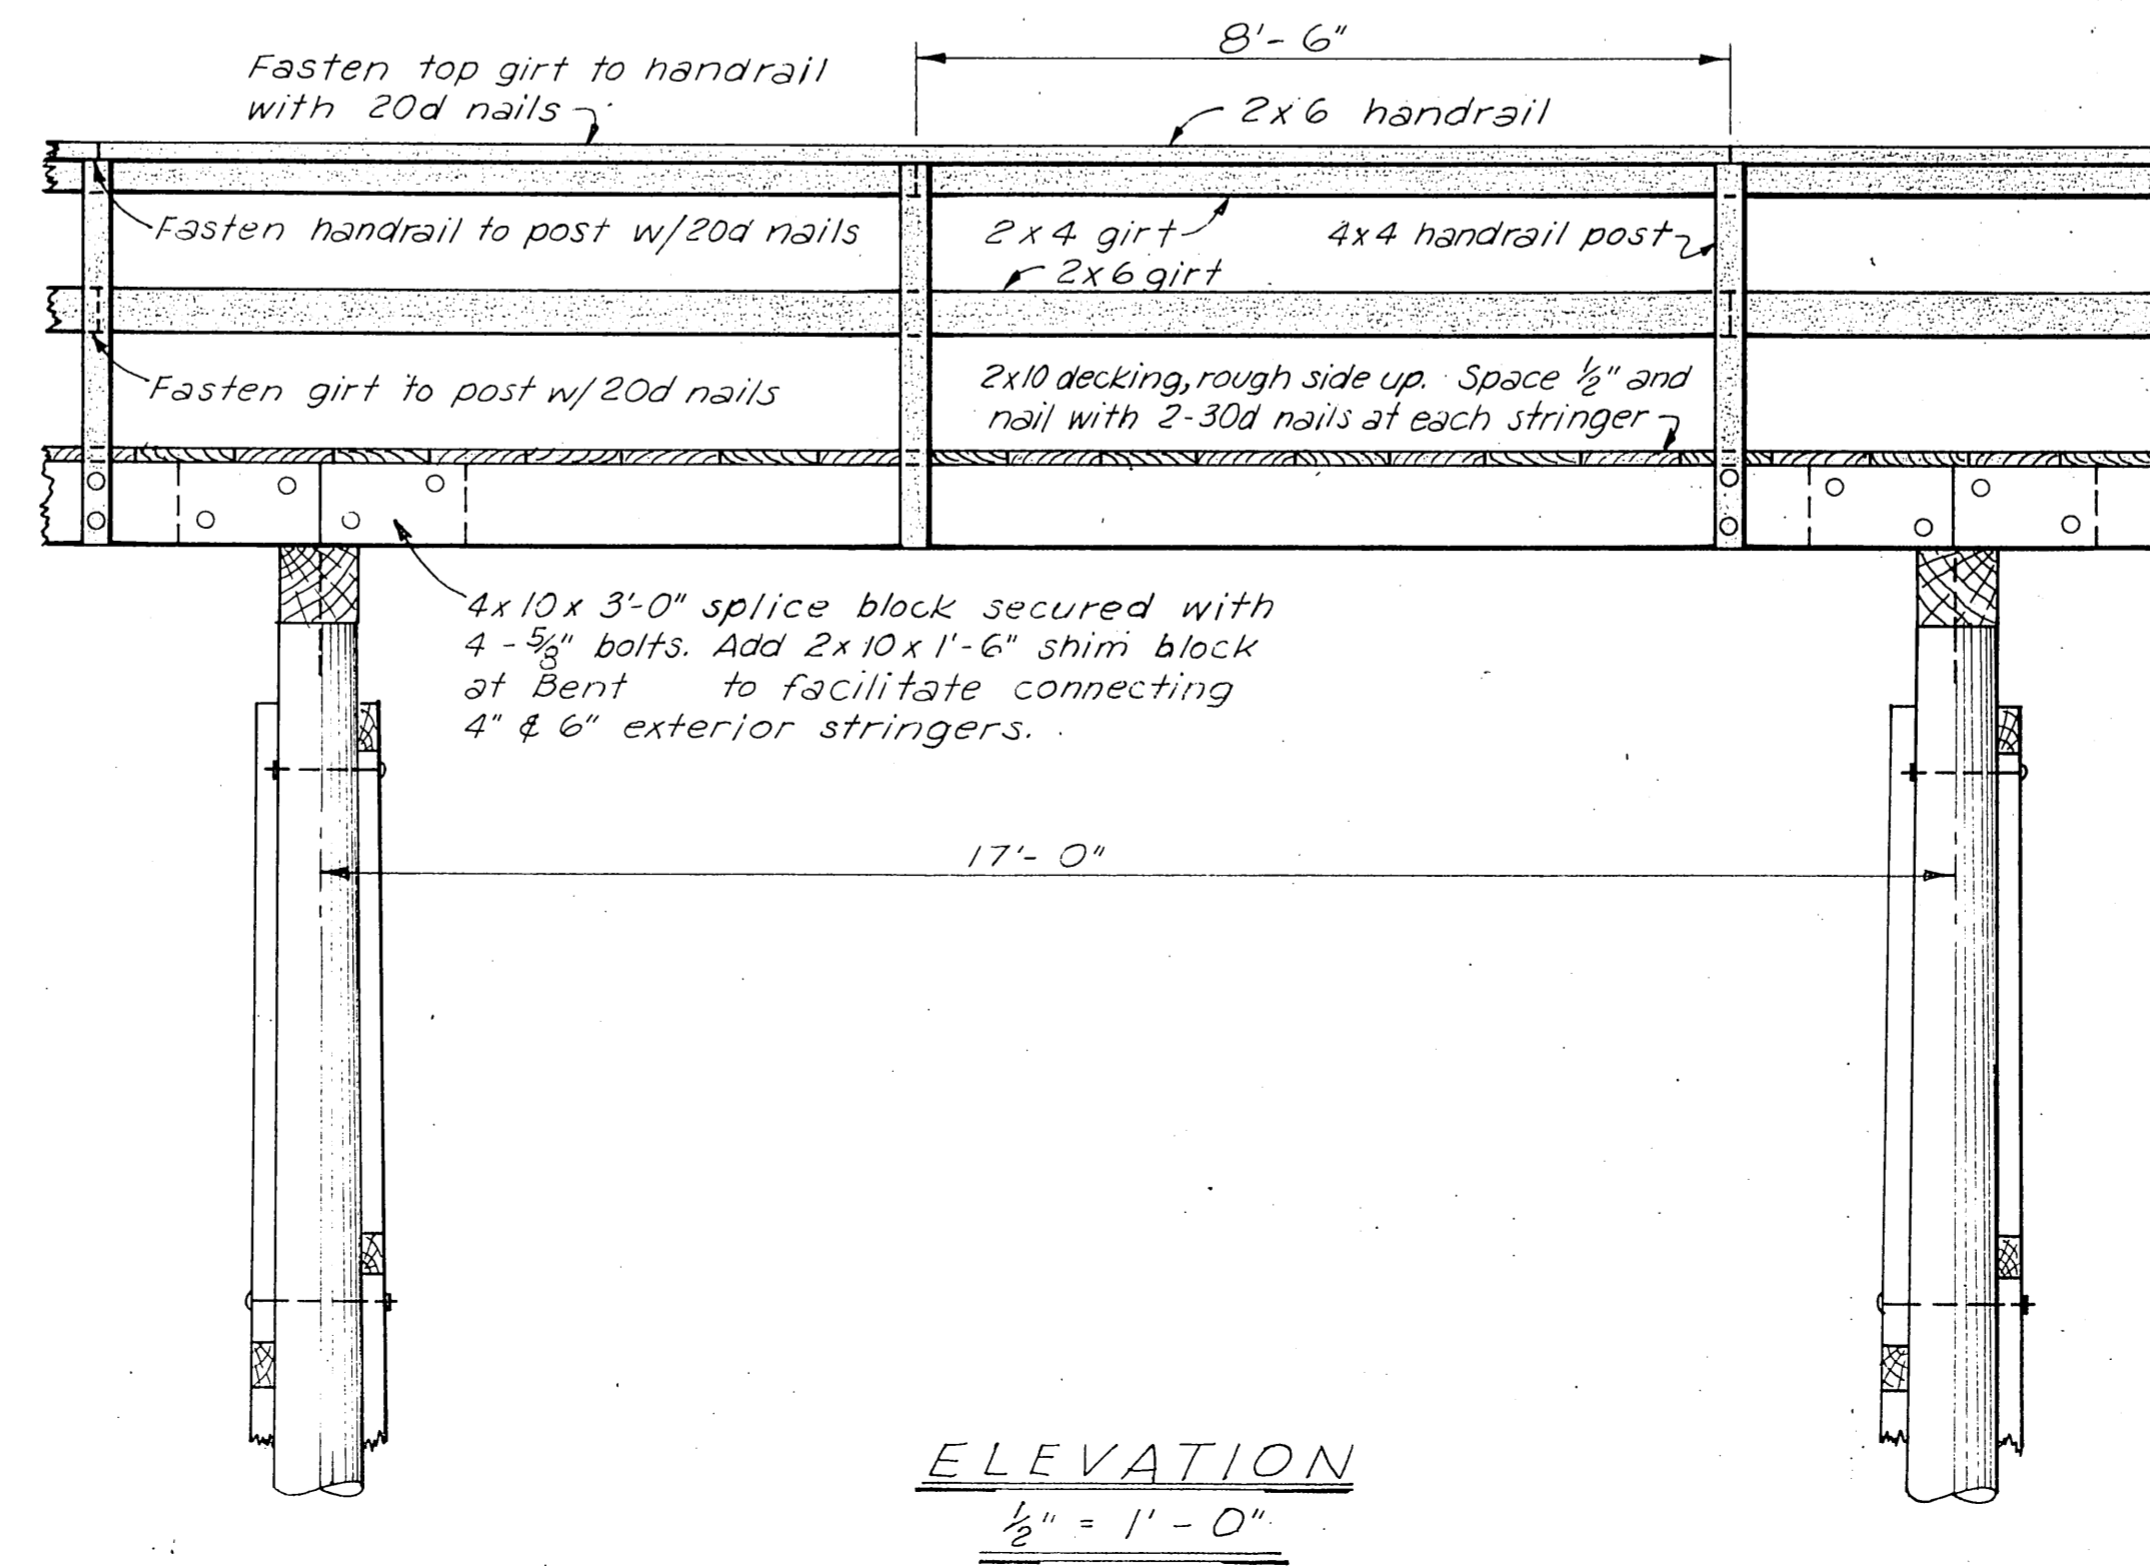 8'- 6"
Fasten top girt to handrail
with 20d nails
2x6 handrail
Fasten handrail to post w/20d nails
2x4 girt
4x4 handrail post
2x6 girt
Fasten girt to post w/20d nails
2x10 decking, rough side up. Space ½" and
nail with 2-30d nails at each stringer
4x10x 3'-0" splice block secured with
4 - ⅝" bolts. Add 2x10x 1'-6" shim block
at Bent to facilitate connecting
4" & 6" exterior stringers.
17'- 0"
ELEVATION
½" = 1' - 0"